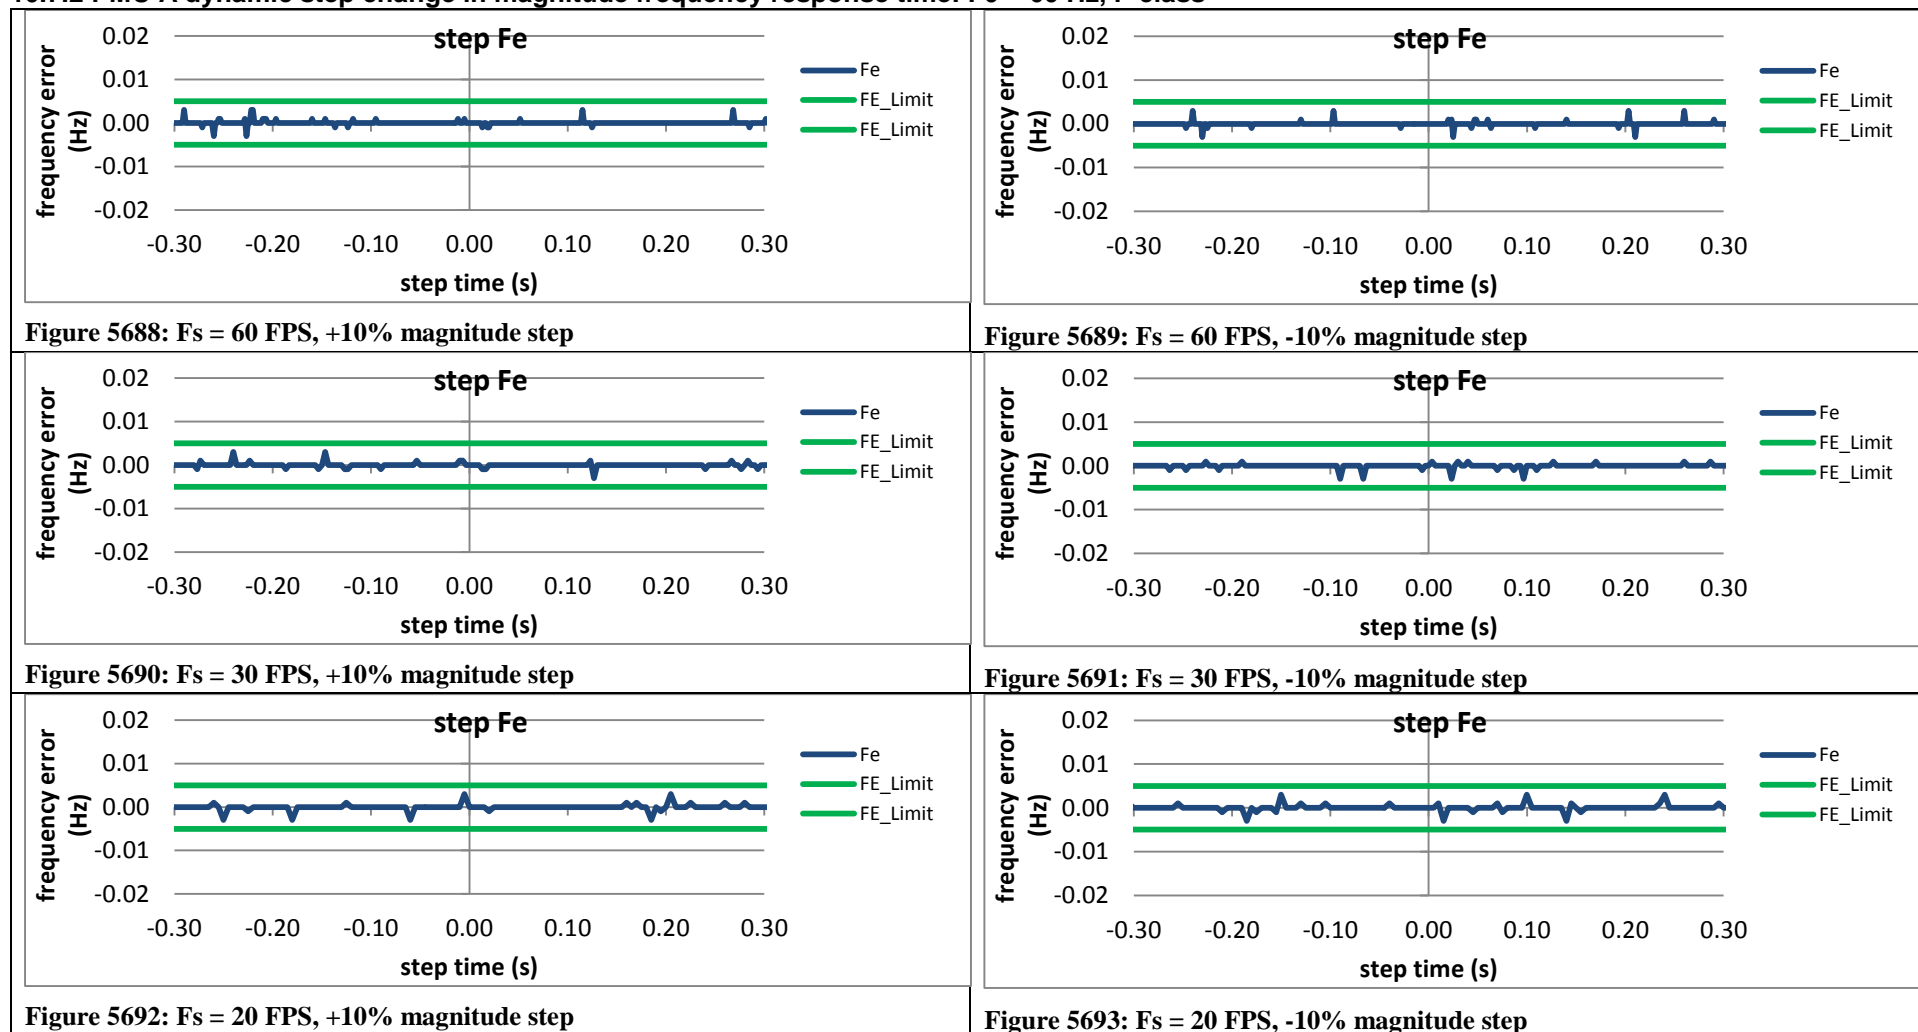 step Fe
0.02
0.01
0.00
-0.01
-0.02
frequency error
(Hz)
-0.30 -0.20 -0.10 0.00 0.10 0.20 0.30
step time (s)
Fe
FE_Limit
FE_Limit
Figure 5688: Fs = 60 FPS, +10% magnitude step
step Fe
0.02
0.01
0.00
-0.01
-0.02
frequency error
(Hz)
-0.30 -0.20 -0.10 0.00 0.10 0.20 0.30
step time (s)
Fe
FE_Limit
FE_Limit
Figure 5689: Fs = 60 FPS, -10% magnitude step
step Fe
0.02
0.01
0.00
-0.01
-0.02
frequency error
(Hz)
-0.30 -0.20 -0.10 0.00 0.10 0.20 0.30
step time (s)
Fe
FE_Limit
FE_Limit
Figure 5690: Fs = 30 FPS, +10% magnitude step
step Fe
0.02
0.01
0.00
-0.01
-0.02
frequency error
(Hz)
-0.30 -0.20 -0.10 0.00 0.10 0.20 0.30
step time (s)
Fe
FE_Limit
FE_Limit
Figure 5691: Fs = 30 FPS, -10% magnitude step
step Fe
0.02
0.01
0.00
-0.01
-0.02
frequency error
(Hz)
-0.30 -0.20 -0.10 0.00 0.10 0.20 0.30
step time (s)
Fe
FE_Limit
FE_Limit
Figure 5692: Fs = 20 FPS, +10% magnitude step
step Fe
0.02
0.01
0.00
-0.01
-0.02
frequency error
(Hz)
-0.30 -0.20 -0.10 0.00 0.10 0.20 0.30
step time (s)
Fe
FE_Limit
FE_Limit
Figure 5693: Fs = 20 FPS, -10% magnitude step